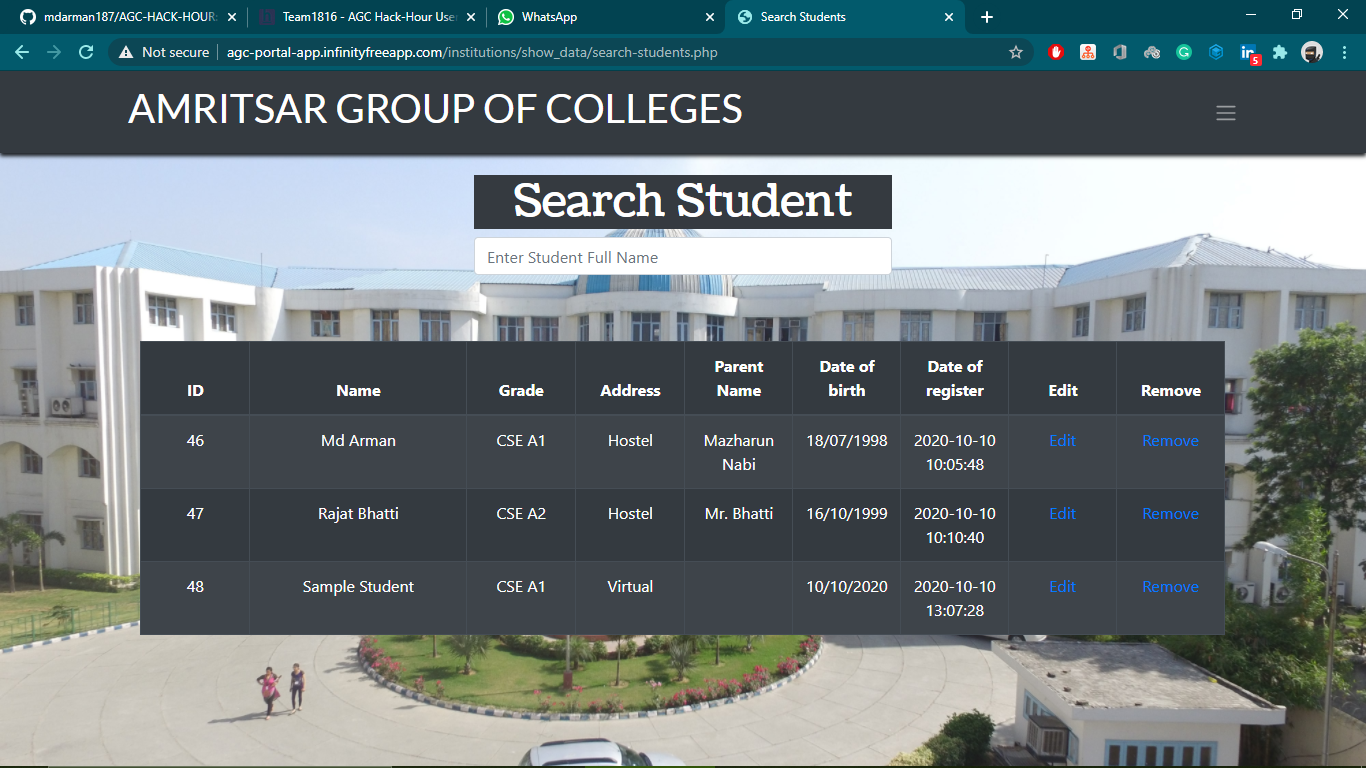 mdarman187/AGC-HACK-HOUR
Team1816 - AGC Hack-Hour Use
WhatsApp
Search Students
Not secure
agc-portal-app.infinityfreeapp.com/institutions/show_data/search-students.php
5
AMRITSAR GROUP OF COLLEGES
Search Student
Enter Student Full Name
ID Name Grade Address Parent Name Date of birth Date of register Edit Remove
46 Md Arman CSE A1 Hostel Mazharun Nabi 18/07/1998 2020-10-10 10:05:48 Edit Remove
47 Rajat Bhatti CSE A2 Hostel Mr. Bhatti 16/10/1999 2020-10-10 10:10:40 Edit Remove
48 Sample Student CSE A1 Virtual 10/10/2020 2020-10-10 13:07:28 Edit Remove